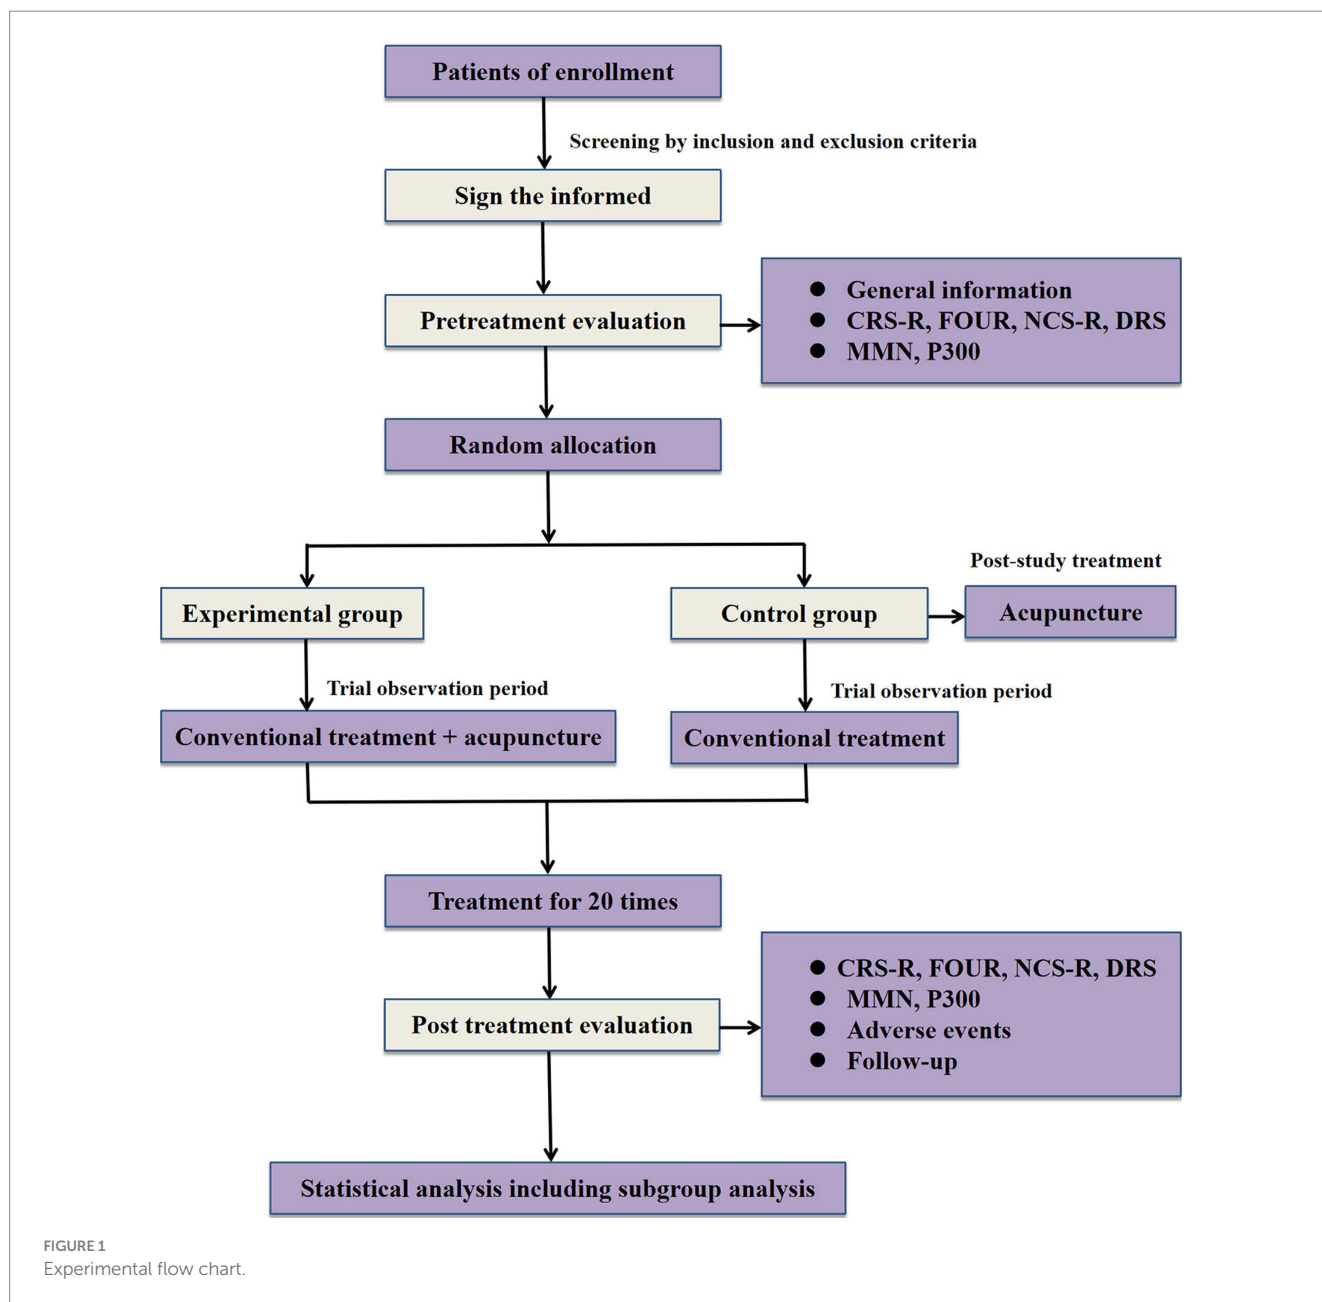 Patients of enrollment
Screening by inclusion and exclusion criteria
Sign the informed
Pretreatment evaluation
● General information
● CRS-R, FOUR, NCS-R, DRS
● MMN, P300
Random allocation
Post-study treatment
Experimental group
Control group
Acupuncture
Trial observation period
Trial observation period
Conventional treatment + acupuncture
Conventional treatment
Treatment for 20 times
Post treatment evaluation
● CRS-R, FOUR, NCS-R, DRS
● MMN, P300
● Adverse events
● Follow-up
Statistical analysis including subgroup analysis
FIGURE 1
Experimental flow chart.